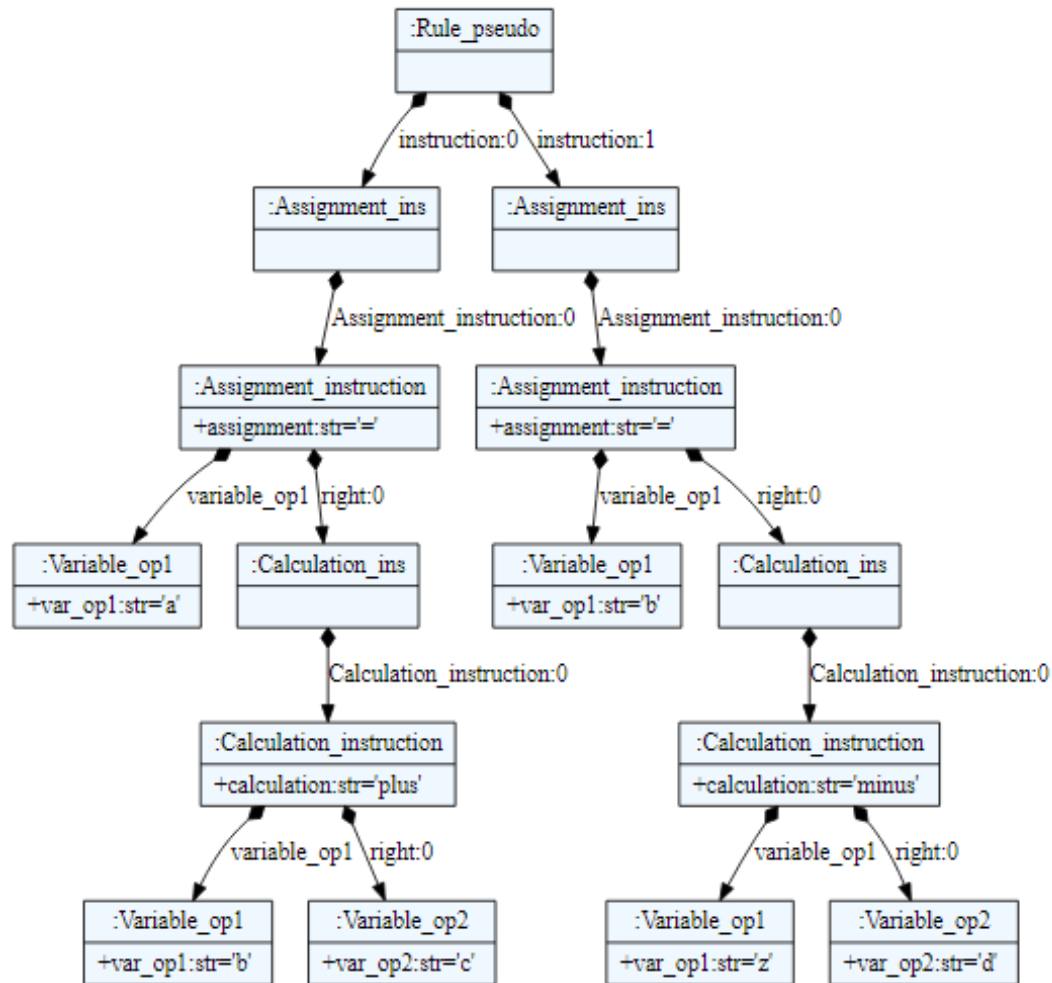 :Rule_pseudo
instruction:0
instruction:1
:Assignment_ins
:Assignment_ins
Assignment_instruction:0
Assignment_instruction:0
:Assignment_instruction
+assignment:str='='
:Assignment_instruction
+assignment:str='='
variable_op1
right:0
variable_op1
right:0
:Variable_op1
+var_op1:str='a'
:Calculation_ins
:Variable_op1
+var_op1:str='b'
:Calculation_ins
Calculation_instruction:0
Calculation_instruction:0
:Calculation_instruction
+calculation:str='plus'
:Calculation_instruction
+calculation:str='minus'
variable_op1
right:0
variable_op1
right:0
:Variable_op1
+var_op1:str='b'
:Variable_op2
+var_op2:str='c'
:Variable_op1
+var_op1:str='z'
:Variable_op2
+var_op2:str='d'